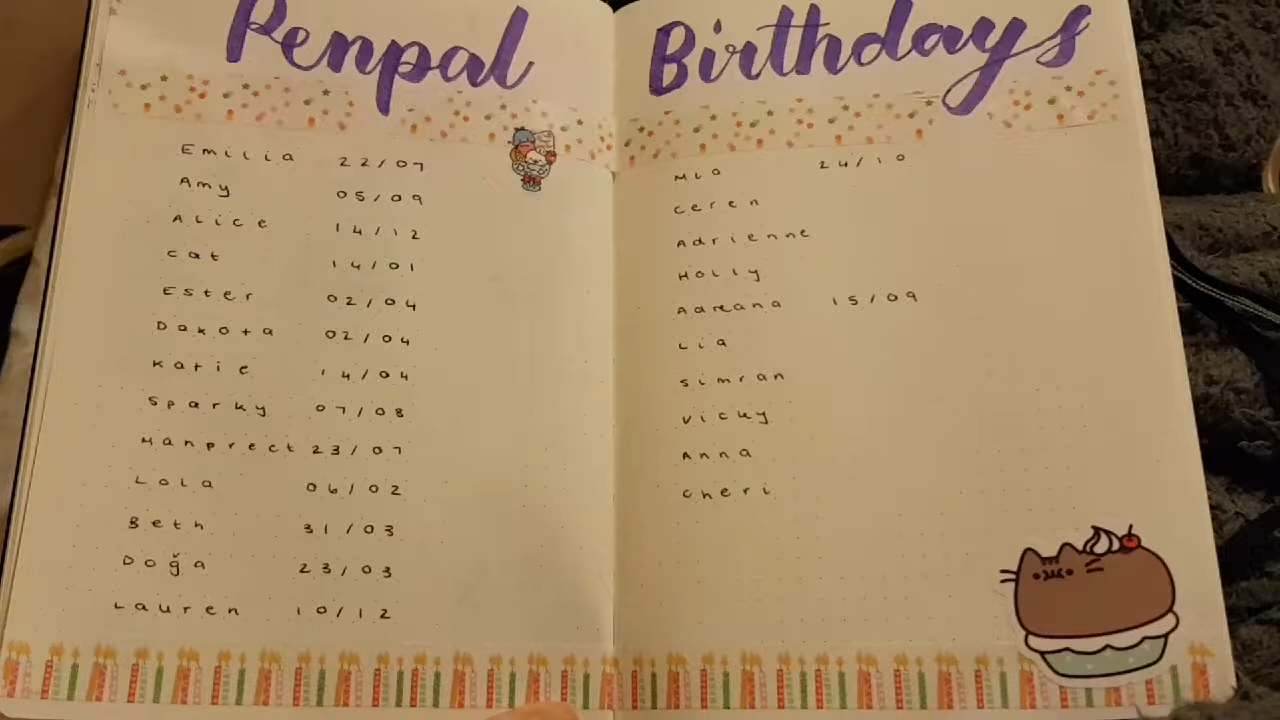 Penpal
Emilia 22/07
Amy 05/09
Alice 14/12
Cat 14/01
Ester 02/04
Dakota 02/04
Katie 14/04
Sparky 07/08
Manpreet 23/07
Lola 06/02
Beth 31/03
Doğa 23/03
Lauren 10/12
Birthdays
Mia 24/10
Ceren
Adrienne
Holly
Adreana 15/09
Lia
Simran
Vicky
Anna
Cheri